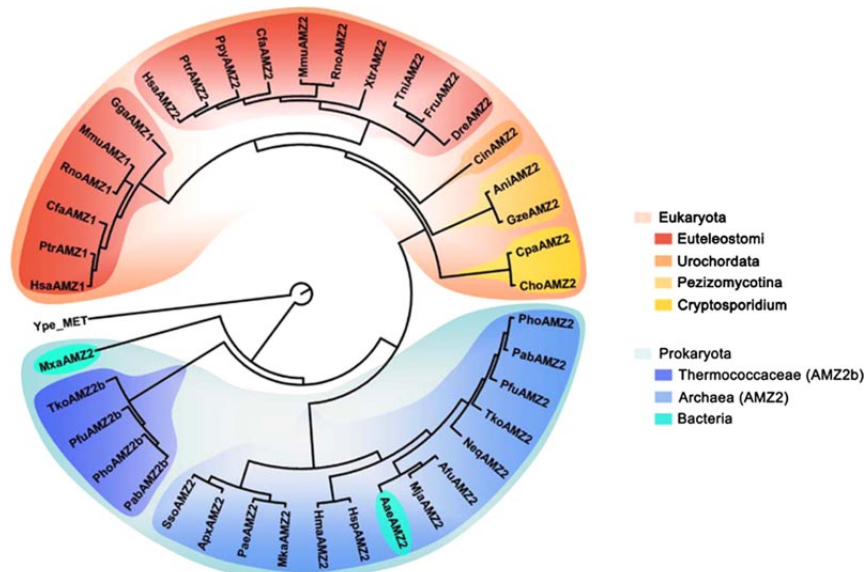 HsaAMZ2
PtrAMZ2
PpyAMZ2
CfaAMZ2
MmuAMZ2
RnoAMZ2
XtrAMZ2
TniAMZ2
FruAMZ2
DreAMZ2
CinAMZ2
AniAMZ2
GzeAMZ2
CpaAMZ2
ChoAMZ2
GgaAMZ1
MmuAMZ1
RnoAMZ1
CfaAMZ1
PtrAMZ1
HsaAMZ1
Ype_MET
MxaAMZ2
TkoAMZ2b
PfuAMZ2b
PhoAMZ2b
PabAMZ2b
SsoAMZ2
ApxAMZ2
PaeAMZ2
MkaAMZ2
HmaAMZ2
HspAMZ2
AaeAMZ2
MjaAMZ2
AfuAMZ2
NeqAMZ2
TkoAMZ2
PfuAMZ2
PabAMZ2
PhoAMZ2
Eukaryota
Euteleostomi
Urochordata
Pezizomycotina
Cryptosporidium
Prokaryota
Thermococcaceae (AMZ2b)
Archaea (AMZ2)
Bacteria